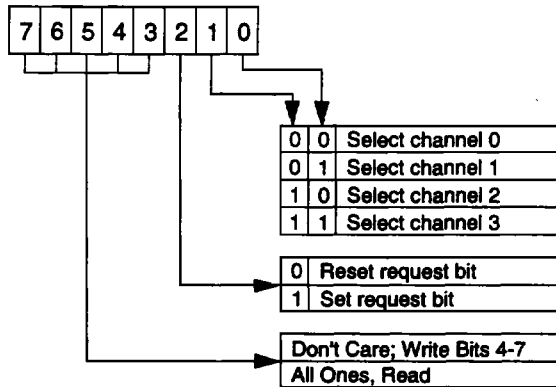 7 6 5 4 3 2 1 0
0 0 Select channel 0
0 1 Select channel 1
1 0 Select channel 2
1 1 Select channel 3
0 Reset request bit
1 Set request bit
Don't Care; Write Bits 4-7
All Ones, Read